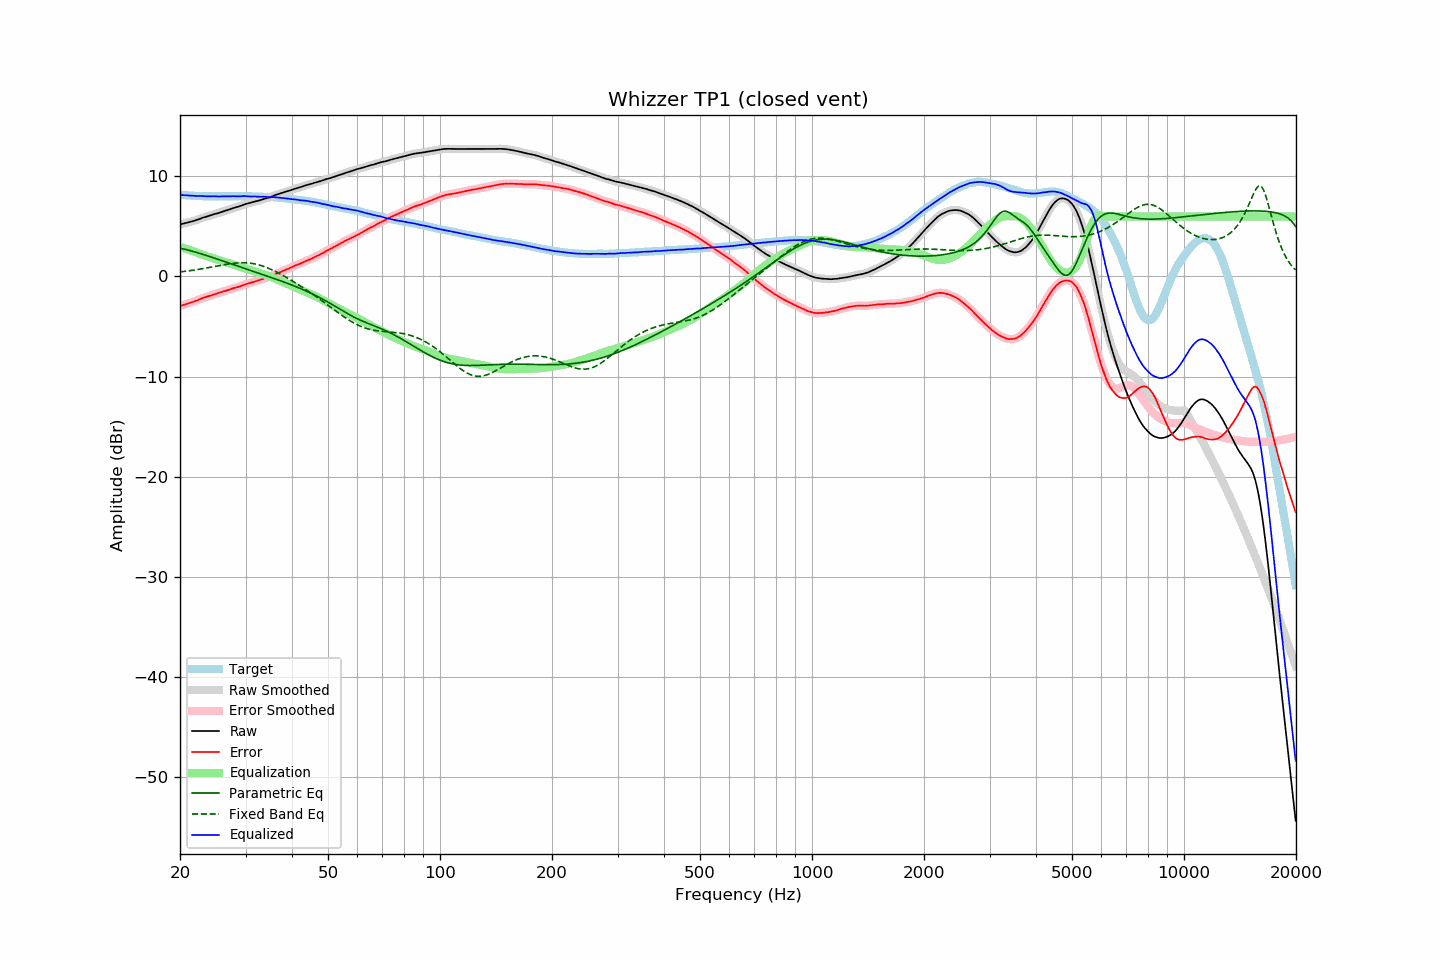 Whizzer TP1 (closed vent)
10
0
−10
−20
−30
−40
−50
Amplitude (dBr)
Target
Raw Smoothed
Error Smoothed
Raw
Error
Equalization
Parametric Eq
Fixed Band Eq
Equalized
20 50 100 200 500 1000 2000 5000 10000 20000
Frequency (Hz)